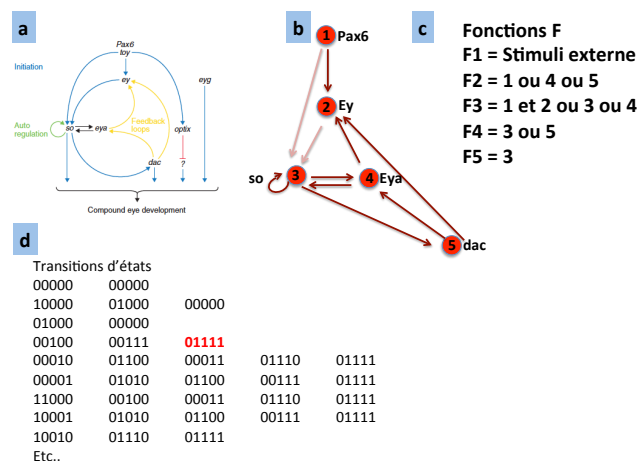 a
Pax6
toy
Initiation
ey
eyg
Auto
regulation
so
eya
Feedback
loops
optix
dac
?
Compound eye development
b
1 Pax6
2 Ey
so
3
4 Eya
5 dac
c
Fonctions F
F1 = Stimuli externe
F2 = 1 ou 4 ou 5
F3 = 1 et 2 ou 3 ou 4
F4 = 3 ou 5
F5 = 3
d
Transitions d'états
00000 00000
10000 01000 00000
01000 00000
00100 00111 01111
00010 01100 00011 01110 01111
00001 01010 01100 00111 01111
11000 00100 00011 01110 01111
10001 01010 01100 00111 01111
10010 01110 01111
Etc..